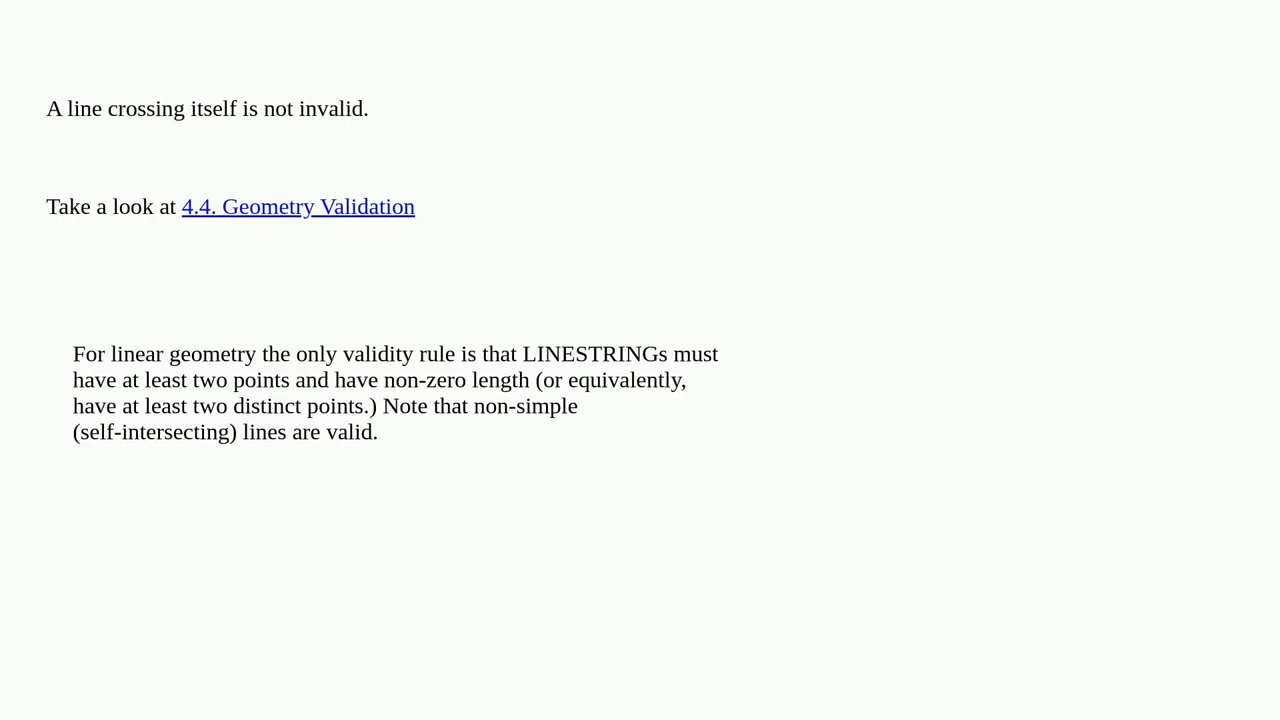 A line crossing itself is not invalid.
Take a look at 4.4. Geometry Validation
For linear geometry the only validity rule is that LINESTRINGs must
have at least two points and have non-zero length (or equivalently,
have at least two distinct points.) Note that non-simple
(self-intersecting) lines are valid.